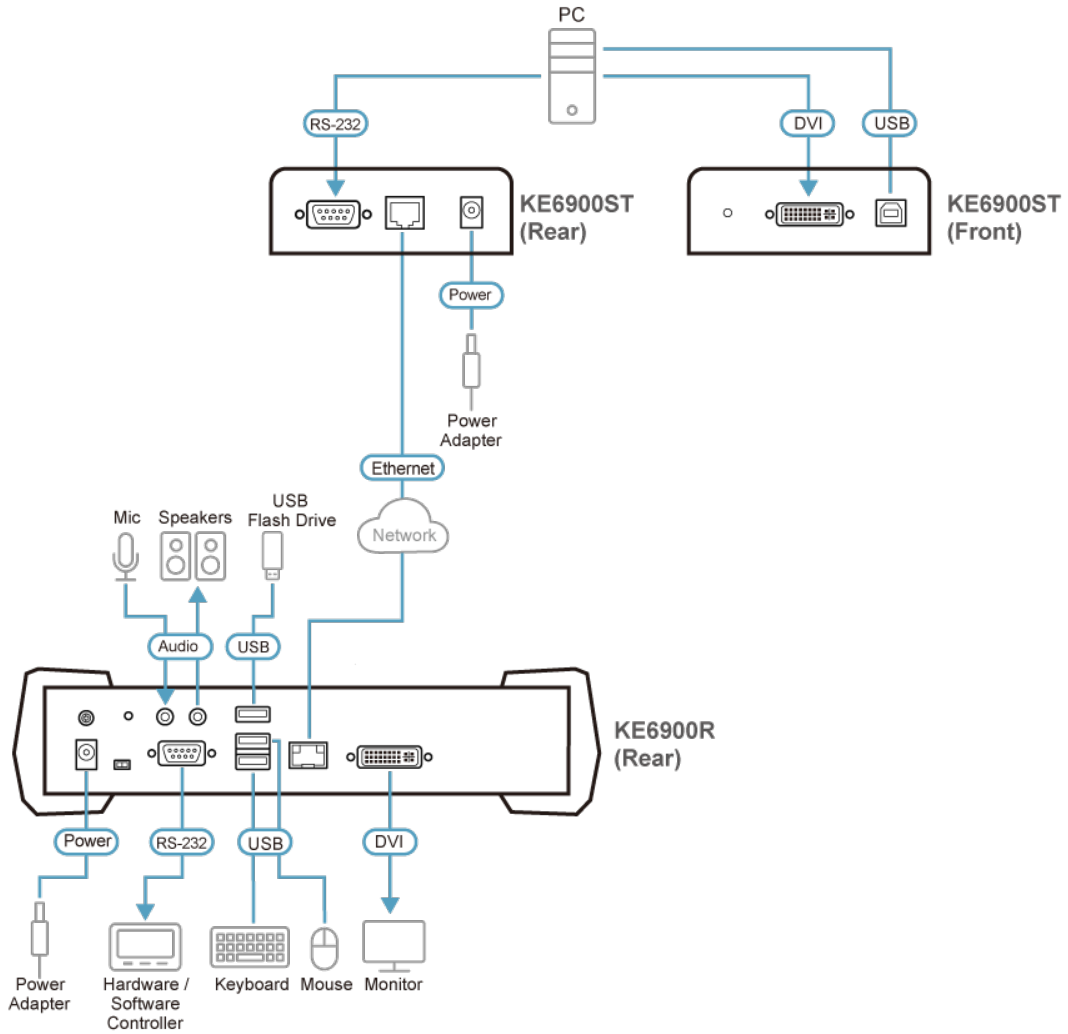 PC
RS-232
DVI
USB
KE6900ST
(Rear)
KE6900ST
(Front)
Power
Power
Adapter
Ethernet
Network
Mic
Speakers
USB
Flash Drive
Audio
USB
KE6900R
(Rear)
Power
RS-232
USB
DVI
Power
Adapter
Hardware /
Software
Controller
Keyboard
Mouse
Monitor